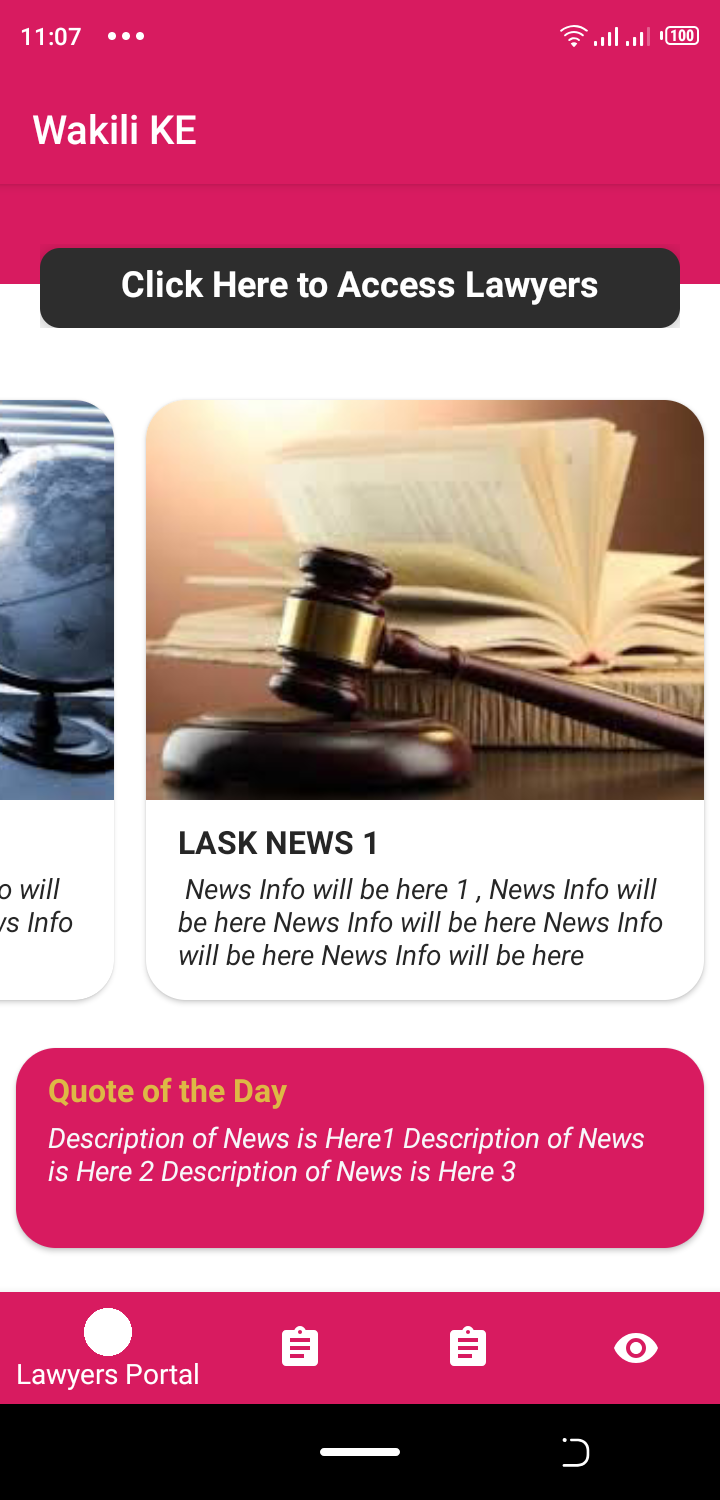 11:07
100
Wakili KE
Click Here to Access Lawyers
o will
vs Info
LASK NEWS 1
News Info will be here 1 , News Info will
be here News Info will be here News Info
will be here News Info will be here
Quote of the Day
Description of News is Here1 Description of News
is Here 2 Description of News is Here 3
Lawyers Portal